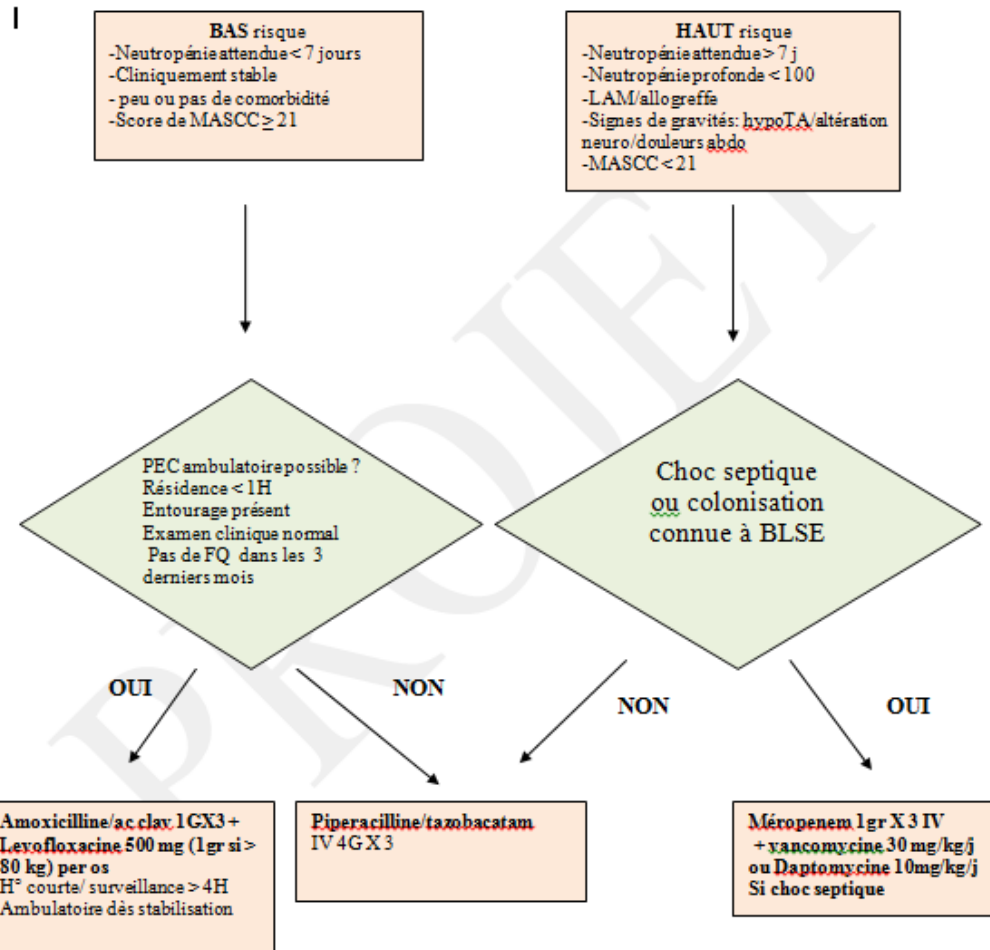 I
BAS risque
-Neutropénie attendue < 7 jours
-Cliniquement stable
- peu ou pas de comorbidité
-Score de MASCC ≥ 21
HAUT risque
-Neutropénie attendue > 7 j
-Neutropénie profonde < 100
-LAM/allogreffe
-Signes de gravités: hypoTA/altération
neuro/douleurs abdo
-MASCC < 21
PROJET
PEC ambulatoire possible ?
Résidence < 1H
Entourage présent
Examen clinique normal
Pas de FQ dans les 3
derniers mois
Choc septique
ou colonisation
connue à BLSE
OUI
NON
NON
OUI
Amoxicilline/ac clav 1GX3 +
Levofloxacine 500 mg (1gr si >
80 kg) per os
H° courte/ surveillance > 4H
Ambulatoire dès stabilisation
Piperacilline/tazobacatam
IV 4G X 3
Méropenem 1gr X 3 IV
+ vancomycine 30 mg/kg/j
ou Daptomycine 10mg/kg/j
Si choc septique